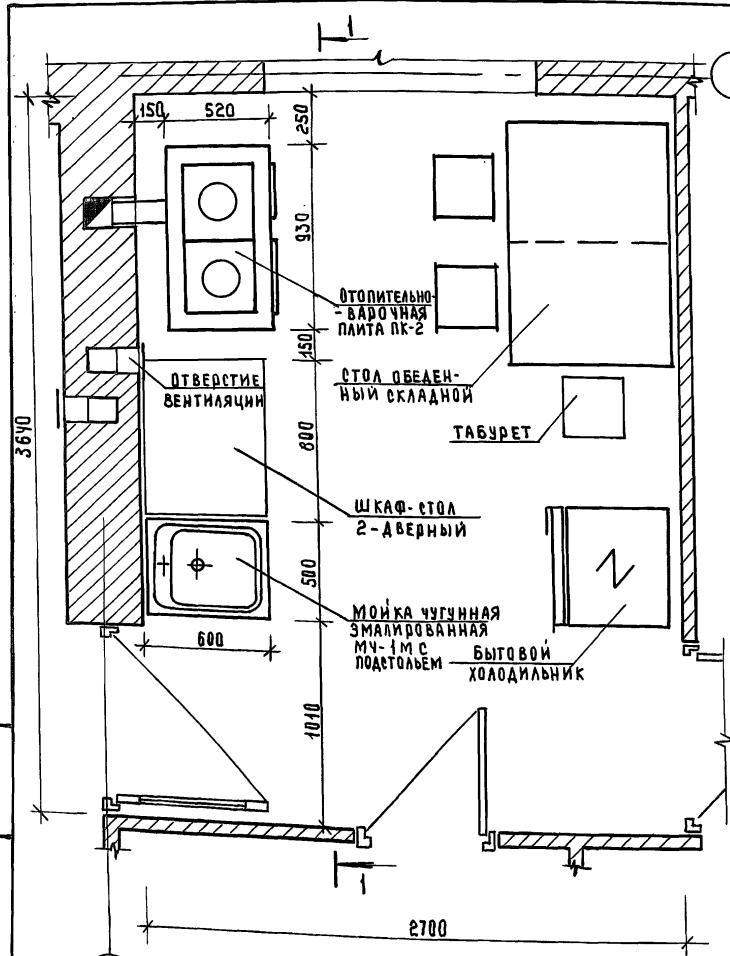 1
150
520
250
930
ОТОПИТЕЛЬНО-
-ВАРОЧНАЯ
ПЛИТА ПК-2
150
ОТВЕРСТИЕ
ВЕНТИЛЯЦИИ
СТОЛ ОБЕДЕН-
НЫЙ СКЛАДНОЙ
ТАБУРЕТ
3640
800
ШКАФ-СТОЛ
2-ДВЕРНЫЙ
500
МОЙКА ЧУГУННАЯ
ЭМАЛИРОВАННАЯ
МЧ-1М С
ПОДСТОЛЬЕМ
600
БЫТОВОЙ
ХОЛОДИЛЬНИК
1010
1
2700